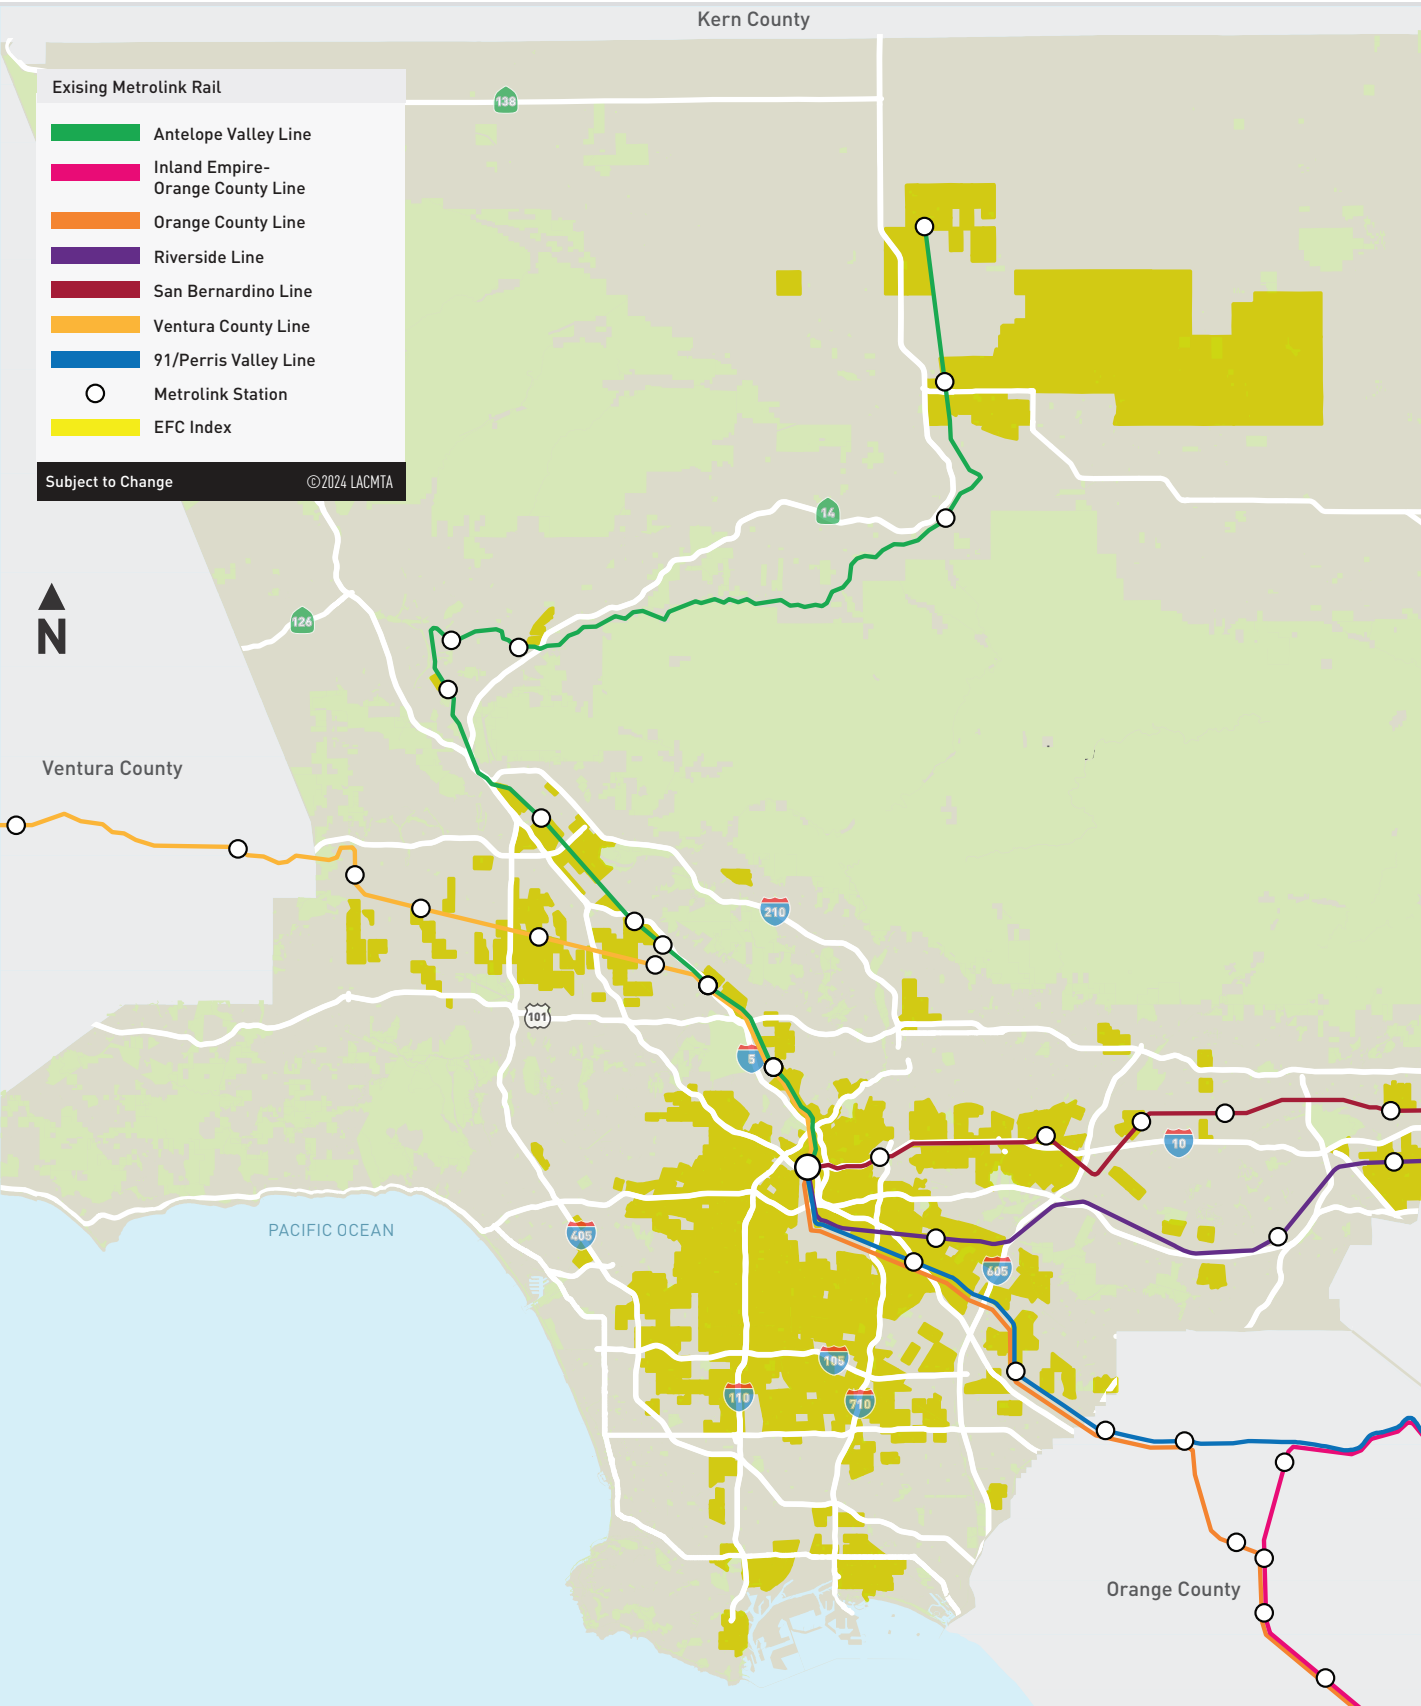 Kern County
Exising Metrolink Rail
138
Antelope Valley Line
Inland Empire-
Orange County Line
Orange County Line
Riverside Line
San Bernardino Line
Ventura County Line
91/Perris Valley Line
Metrolink Station
EFC Index
Subject to Change
©2024 LACMTA
14
126
N
Ventura County
210
101
5
10
PACIFIC OCEAN
405
605
105
110
710
Orange County